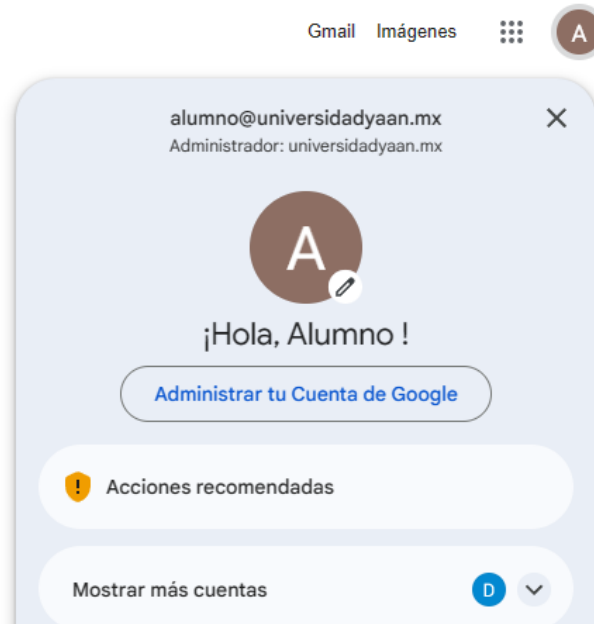 Gmail Imágenes
A
alumno@universidadyaan.mx
Administrador: universidadyaan.mx
A
¡Hola, Alumno !
Administrar tu Cuenta de Google
! Acciones recomendadas
Mostrar más cuentas D